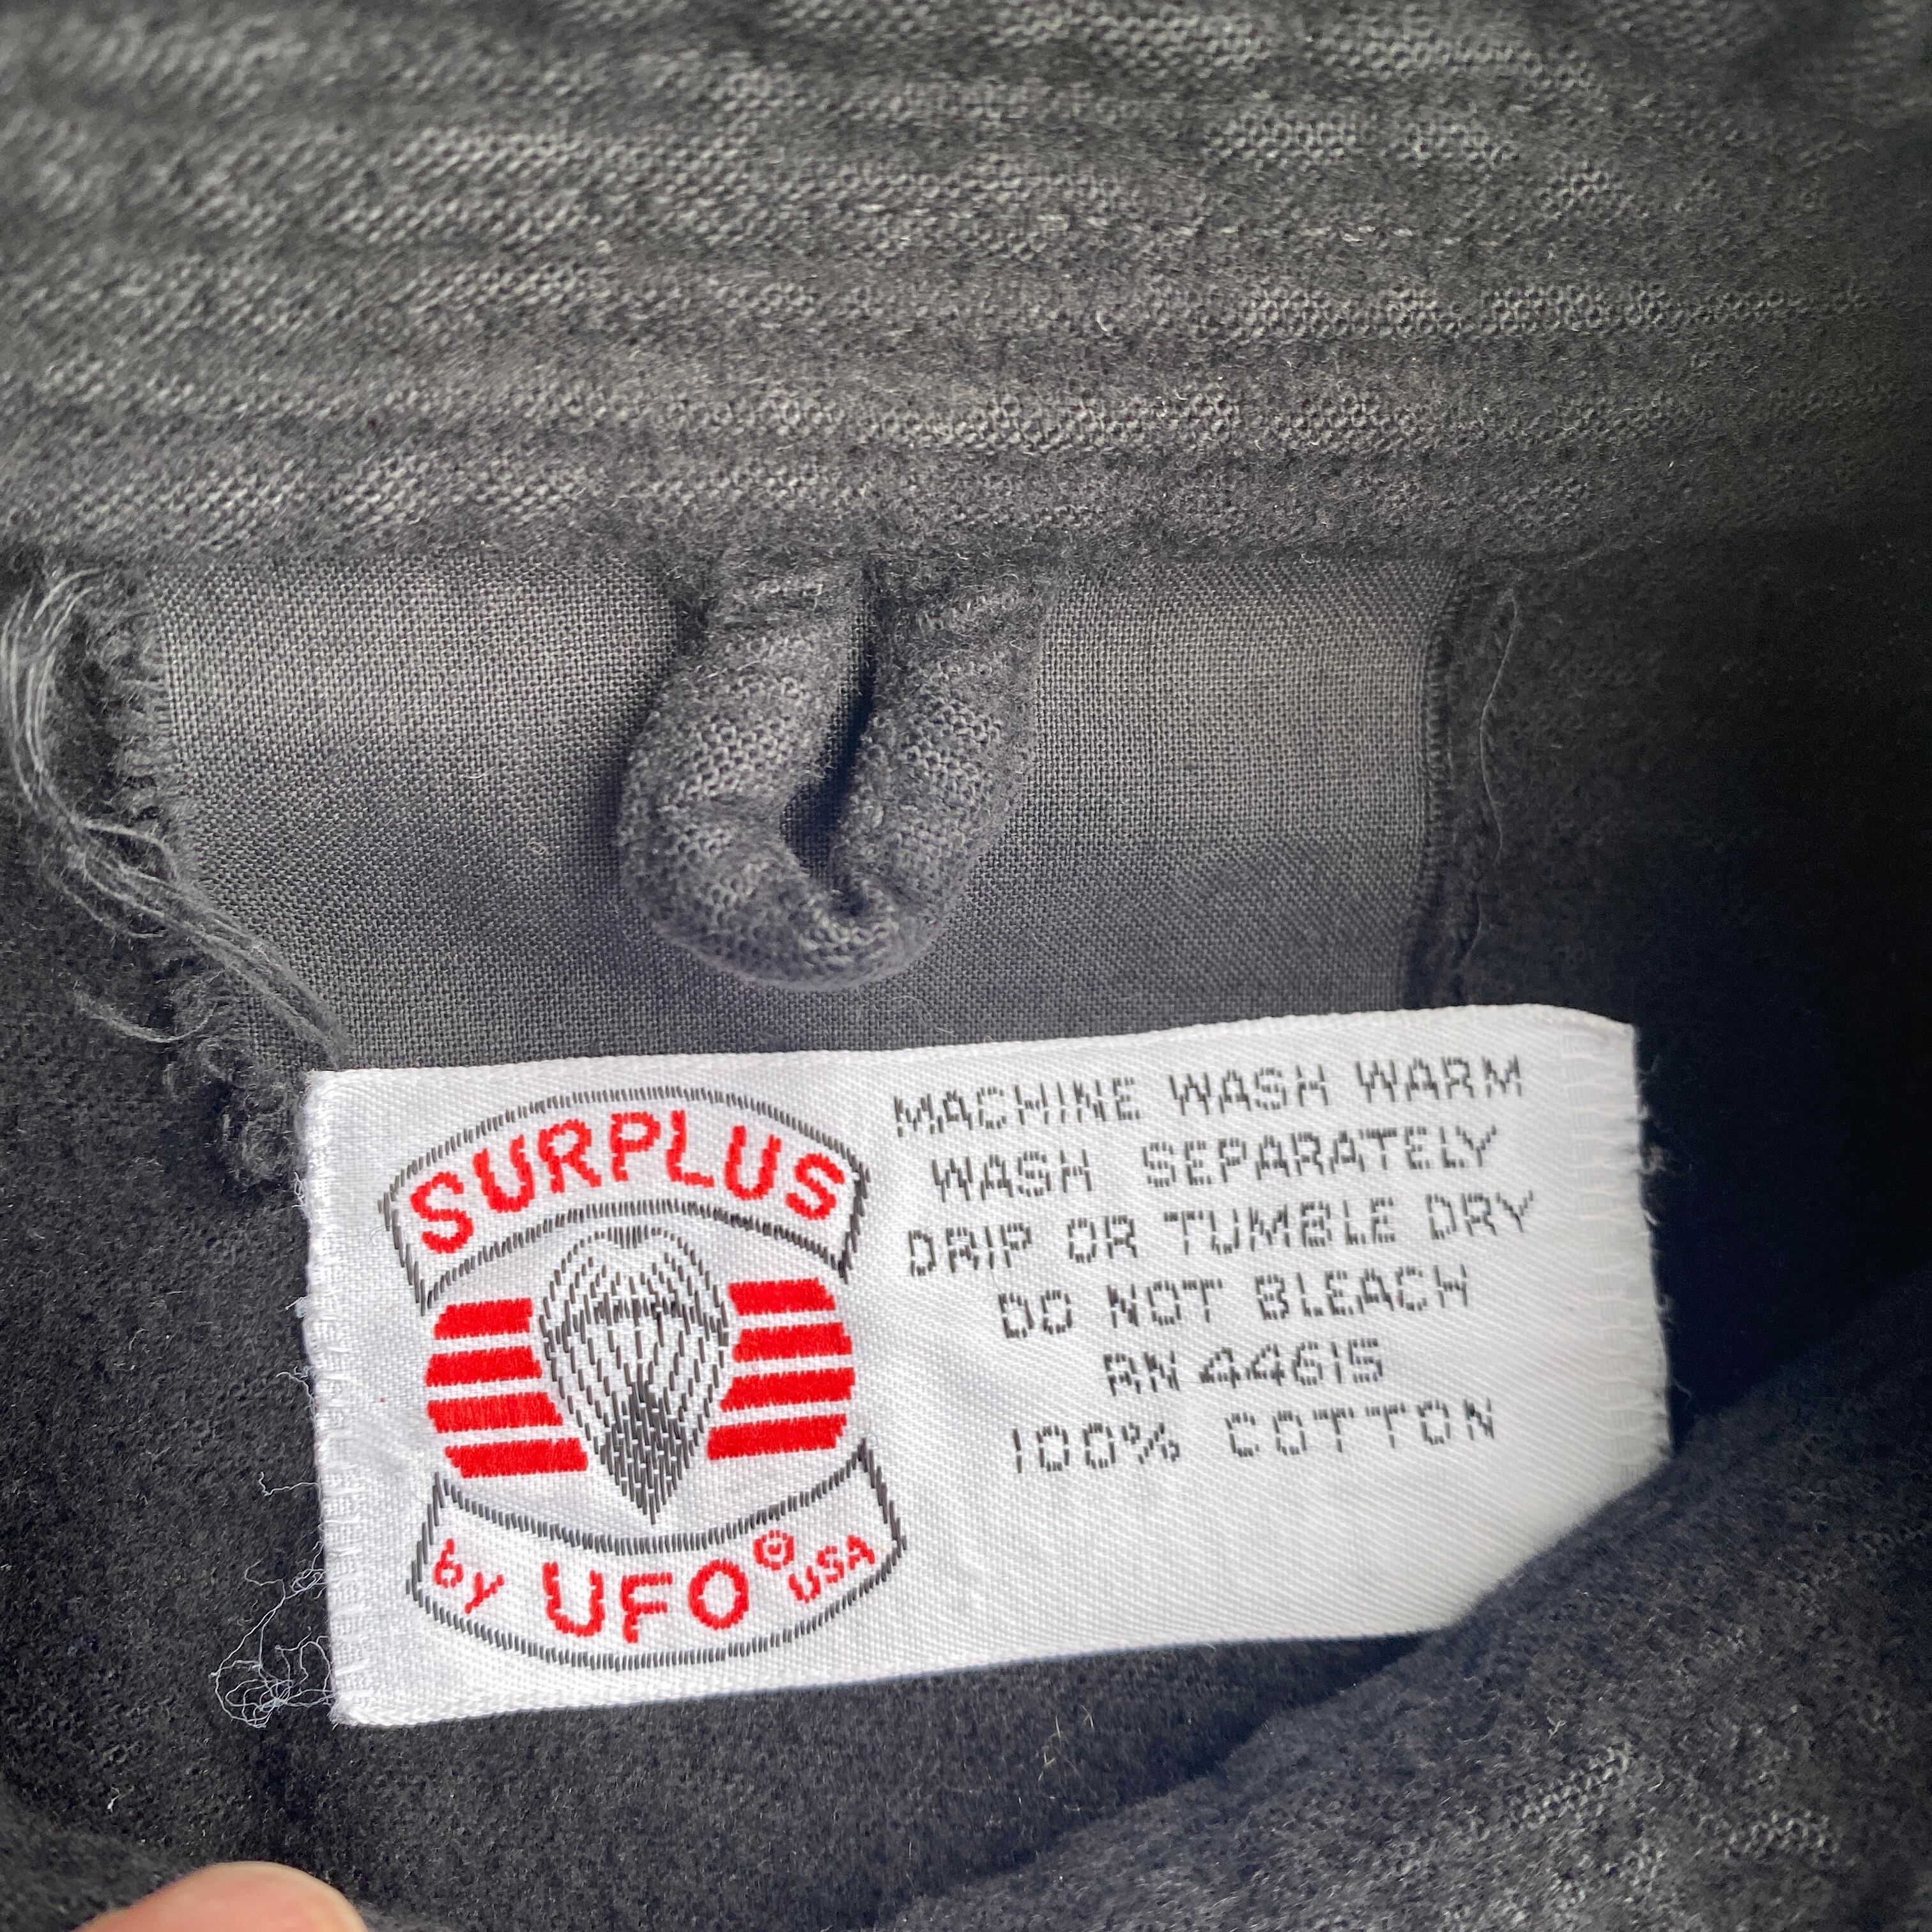 SURPLUS
by UFO® USA
MACHINE WASH WARM
WASH SEPARATELY
DRIP OR TUMBLE DRY
DO NOT BLEACH
RN 44615
100% COTTON